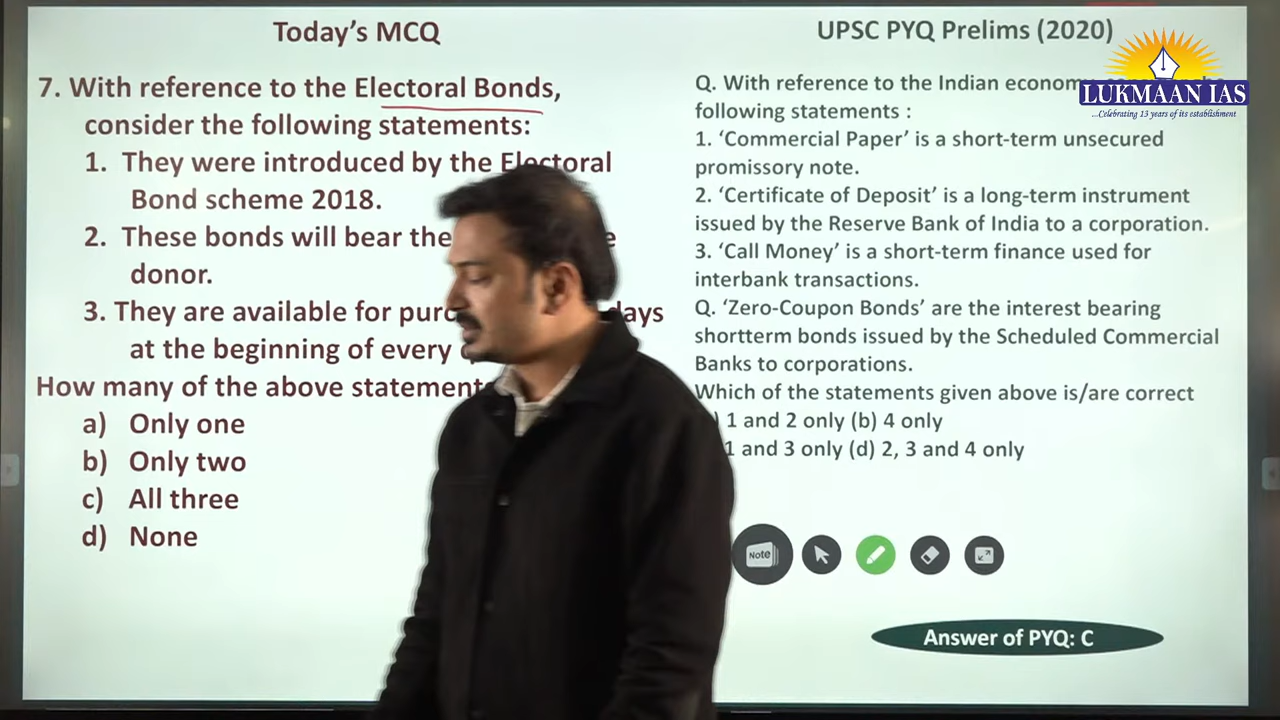 Today's MCQ
7. With reference to the Electoral Bonds,
consider the following statements:
1. They were introduced by the Electoral
Bond scheme 2018.
2. These bonds will bear the
donor.
3. They are available for days
at the beginning of every
How many of the above
a) Only one
b) Only two
c) All three
d) None
UPSC PYQ Prelims (2020)
Q. With reference to the Indian
following statements :
1. ‘Commercial Paper’ is a short-term unsecured
promissory note.
2. ‘Certificate of Deposit’ is a long-term instrument
issued by the Reserve Bank of India to a corporation.
3. ‘Call Money’ is a short-term finance used for
interbank transactions.
Q. ‘Zero-Coupon Bonds’ are the interest bearing
shortterm bonds issued by the Scheduled Commercial
Banks to corporations.
Which of the statements given above is/are correct
) 1 and 2 only (b) 4 only
1 and 3 only (d) 2, 3 and 4 only
Note
Answer of PYQ: C
LUKMAAN IAS
...Celebrating 15 years of its establishment